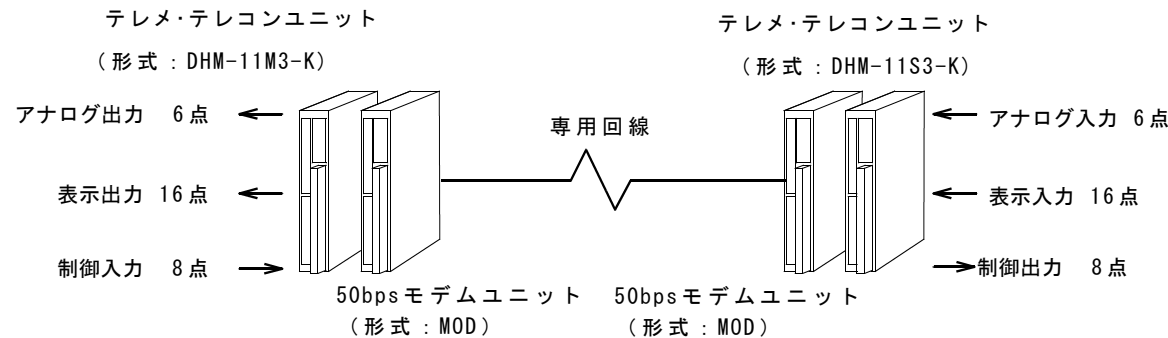 テレメ・テレコンユニット
(形式:DHM-11M3-K)
アナログ出力 6点
表示出力 16点
制御入力 8点
専用回線
テレメ・テレコンユニット
(形式:DHM-11S3-K)
アナログ入力 6点
表示入力 16点
制御出力 8点
50bpsモデムユニット
(形式:MOD)
50bpsモデムユニット
(形式:MOD)